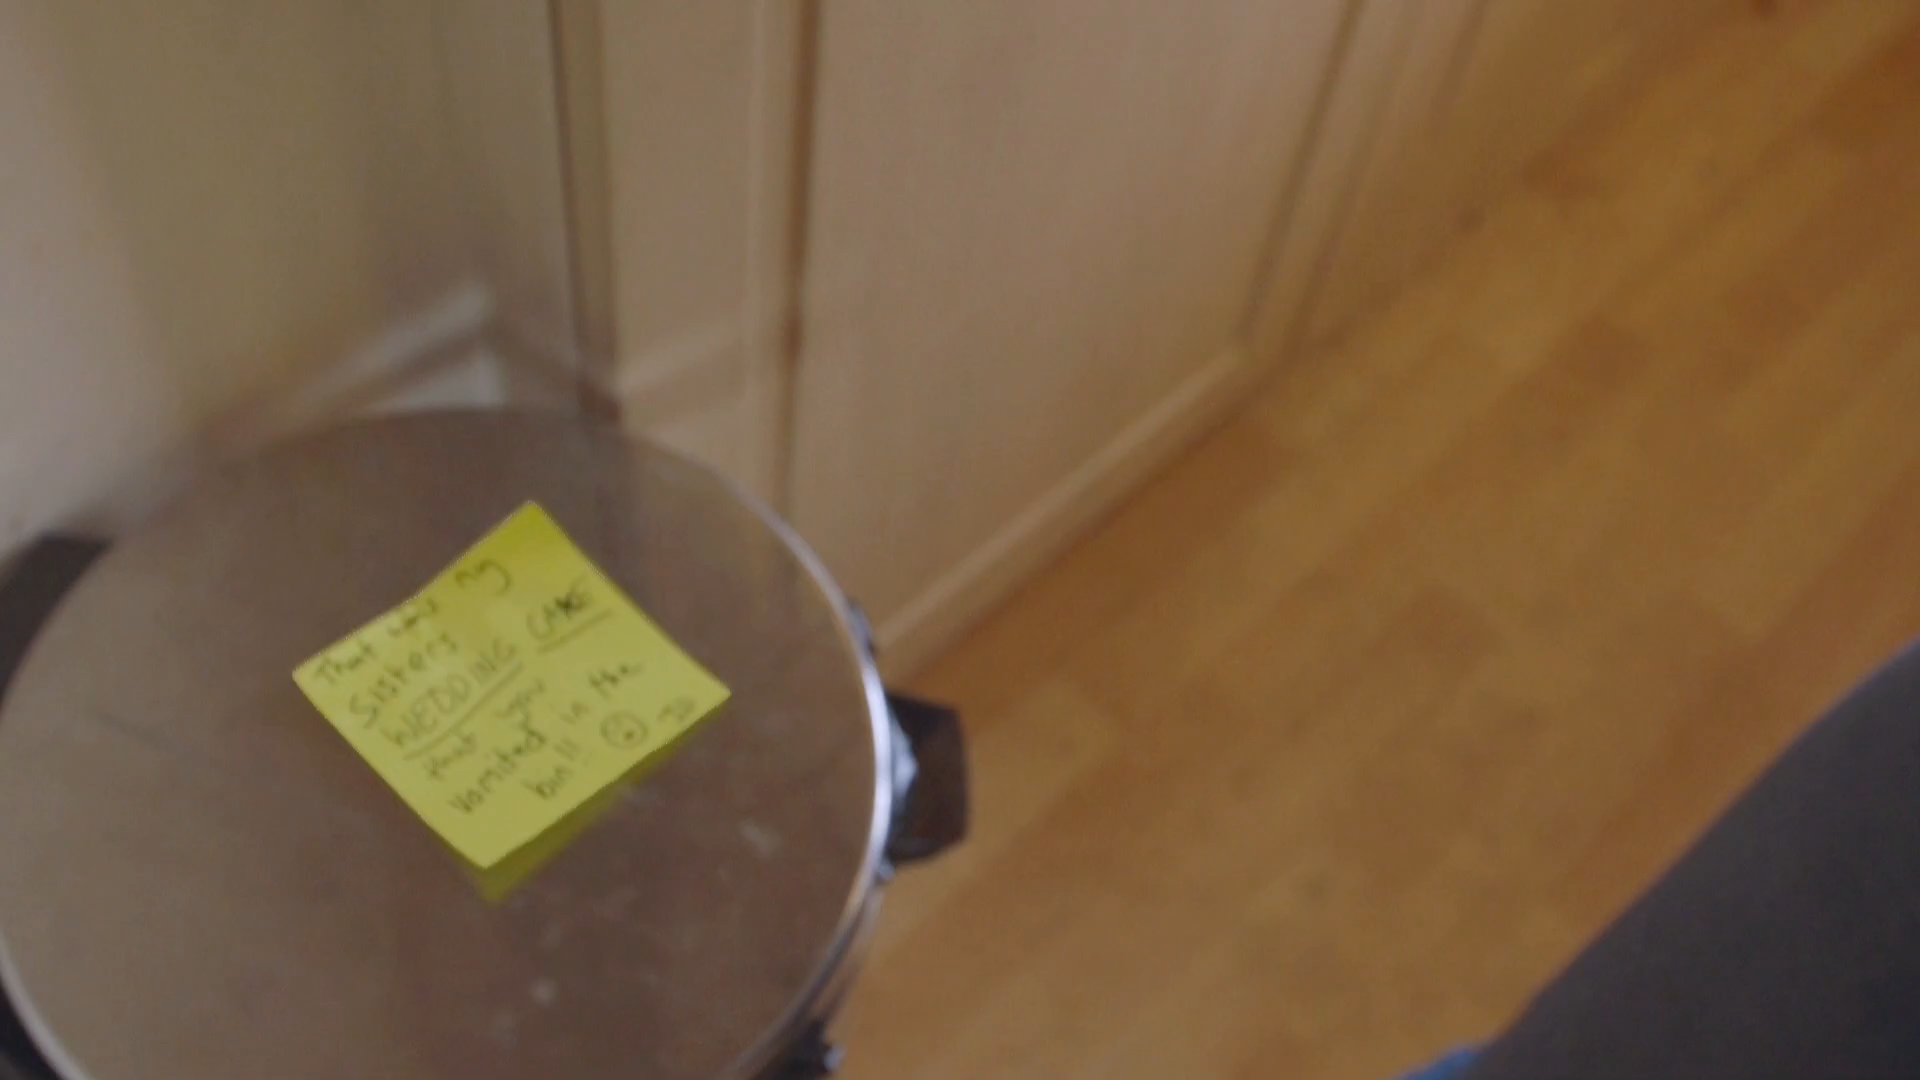 That was my
Sisters
WEDDING CAKE
that you
vomited in the
bin!!